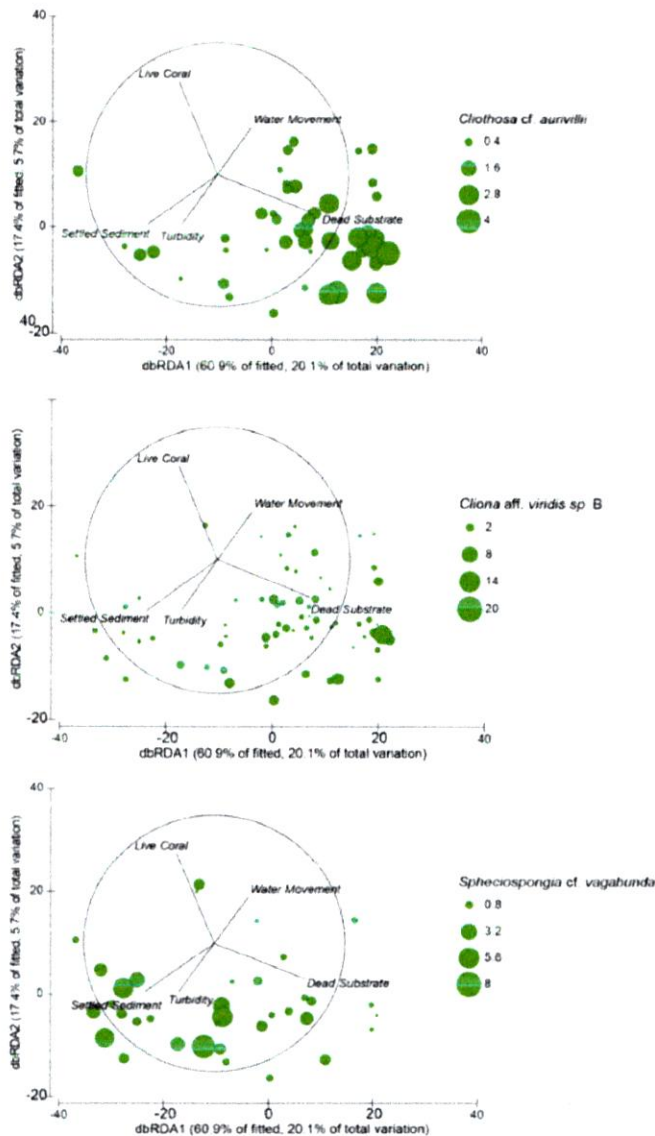 40
Live Coral
20
Water Movement
Cliothosa cf aurivillii
0.4
1.6
2.8
4
0
Dead Substrate
Settled Sediment
Turbidity
-20
40
-40
-20
0
20
40
dbRDA2 (17.4% of fitted, 5.7% of total variation)
dbRDA1 (60.9% of fitted, 20.1% of total variation)
Live Coral
20
Water Movement
Cliona aff. viridis sp B
2
8
14
20
0
Dead Substrate
Settled Sediment
Turbidity
-20
-40
-20
0
20
40
dbRDA2 (17.4% of fitted, 5.7% of total variation)
dbRDA1 (60.9% of fitted, 20.1% of total variation)
40
Live Coral
20
Water Movement
Spheciospongia cf. vagabunda
0.8
3.2
5.6
8
0
Dead Substrate
Settled Sediment
Turbidity
-20
-40
-20
0
20
40
dbRDA2 (17.4% of fitted, 5.7% of total variation)
dbRDA1 (60.9% of fitted, 20.1% of total variation)